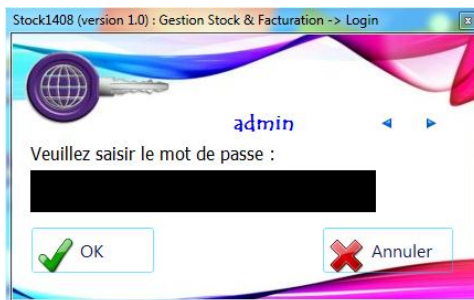 Stock1408 (version 1.0) : Gestion Stock & Facturation -> Login
admin
Veuillez saisir le mot de passe :
OK
Annuler